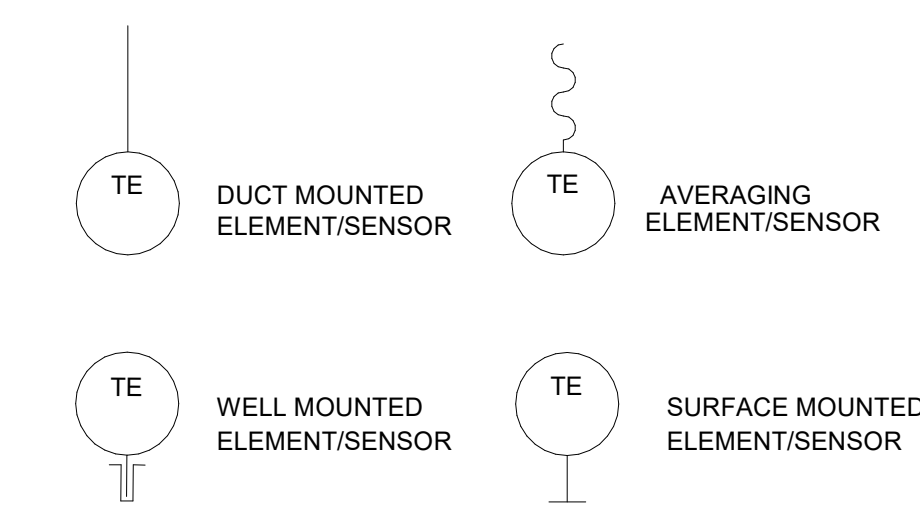 TE
DUCT MOUNTED
ELEMENT/SENSOR
TE
AVERAGING
ELEMENT/SENSOR
TE
WELL MOUNTED
ELEMENT/SENSOR
TE
SURFACE MOUNTED
ELEMENT/SENSOR